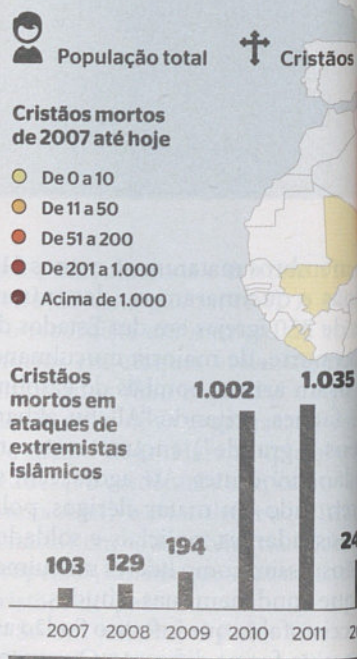 População total
Cristãos
Cristãos mortos
de 2007 até hoje
De 0 a 10
De 11 a 50
De 51 a 200
De 201 a 1.000
Acima de 1.000
Cristãos
mortos em
ataques de
extremistas
islâmicos
103 129 194 1.002 1.035
2007 2008 2009 2010 2011